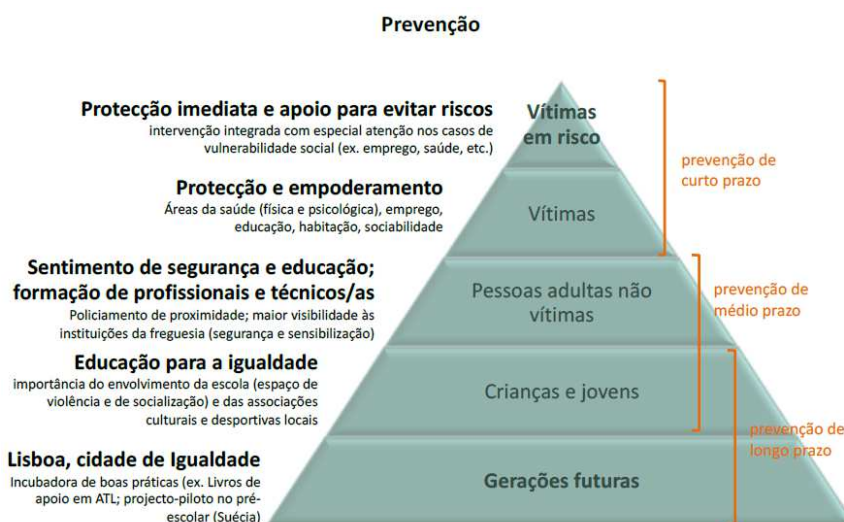 Prevenção
Protecção imediata e apoio para evitar riscos
intervenção integrada com especial atenção nos casos de
vulnerabilidade social (ex. emprego, saúde, etc.)
Vítimas
em risco
prevenção de
curto prazo
Protecção e empoderamento
Áreas da saúde (física e psicológica), emprego,
educação, habitação, sociabilidade
Vítimas
Sentimento de segurança e educação;
formação de profissionais e técnicos/as
Policiamento de proximidade; maior visibilidade às
instituições da freguesia (segurança e sensibilização)
Pessoas adultas não
vítimas
prevenção de
médio prazo
Educação para a igualdade
importância do envolvimento da escola (espaço de
violência e de socialização) e das associações
culturais e desportivas locais
Crianças e jovens
prevenção de
longo prazo
Lisboa, cidade de Igualdade
Incubadora de boas práticas (ex. Livros de
apoio em ATL; projecto-piloto no pré-
escolar (Suécia)
Gerações futuras